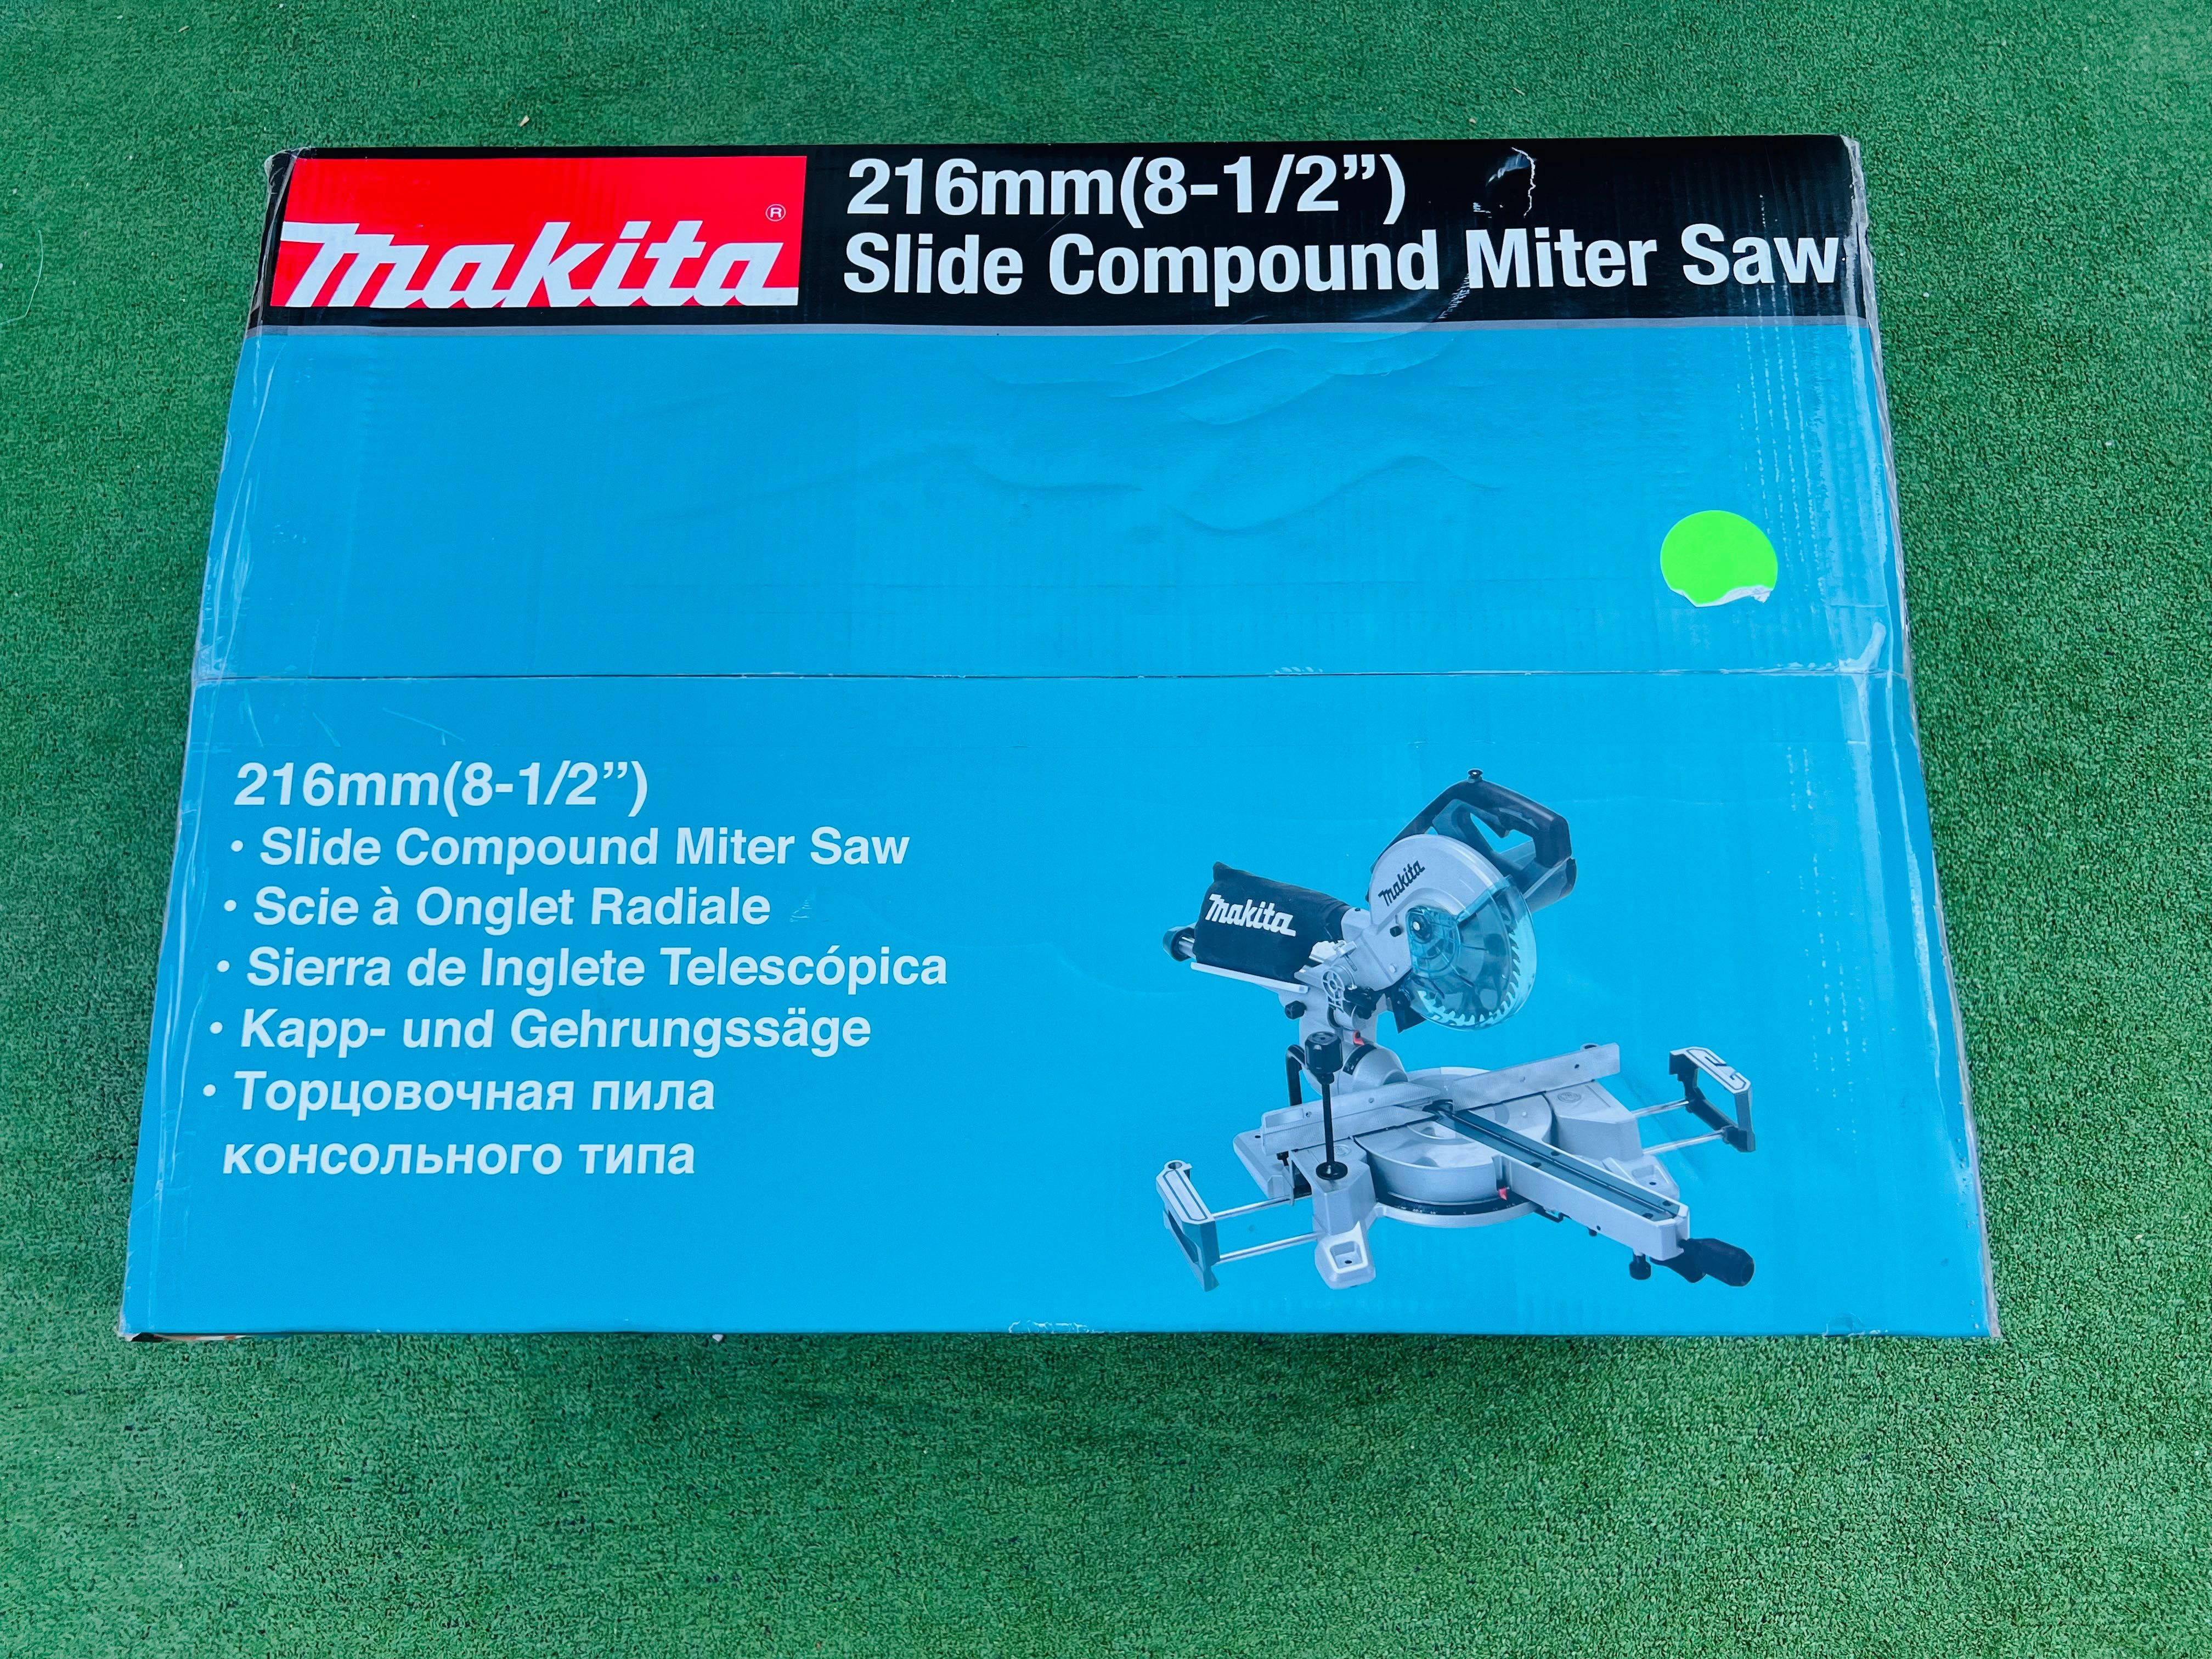 makita®
216mm(8-1/2”)
Slide Compound Miter Saw
216mm(8-1/2”)
· Slide Compound Miter Saw
· Scie à Onglet Radiale
· Sierra de Inglete Telescópica
· Kapp- und Gehrungssäge
· Торцовочная пила
консольного типа
makita
makita